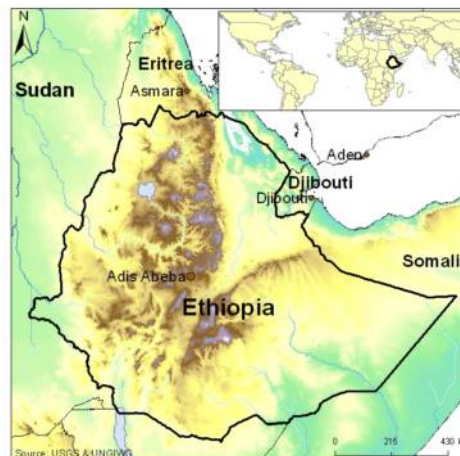 N
Eritrea
Sudan
Asmara
Aden
Djibouti
Djibouti
Somali
Adis Abeba
Ethiopia
Source: USGS & UNGIWG
0 215 430